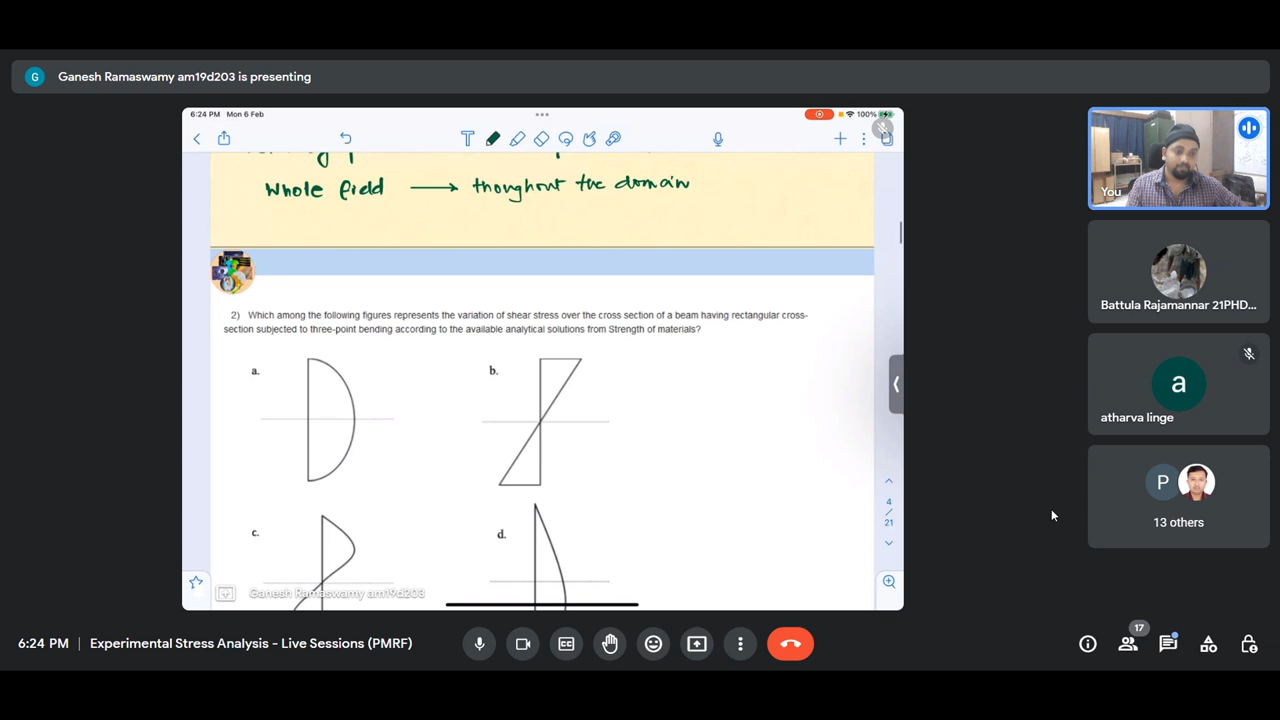 G Ganesh Ramaswamy am19d203 is presenting
6:24 PM Mon 6 Feb
100%
T
Whole field → thoughout the domain
2) Which among the following figures represents the variation of shear stress over the cross section of a beam having rectangular cross-
section subjected to three-point bending according to the available analytical solutions from Strength of materials?
a.
b.
c.
d.
4
/
21
Ganesh Ramaswamy am19d203
You
Battula Rajamannar 21PHD...
a
atharva linge
P
13 others
6:24 PM | Experimental Stress Analysis - Live Sessions (PMRF)
17